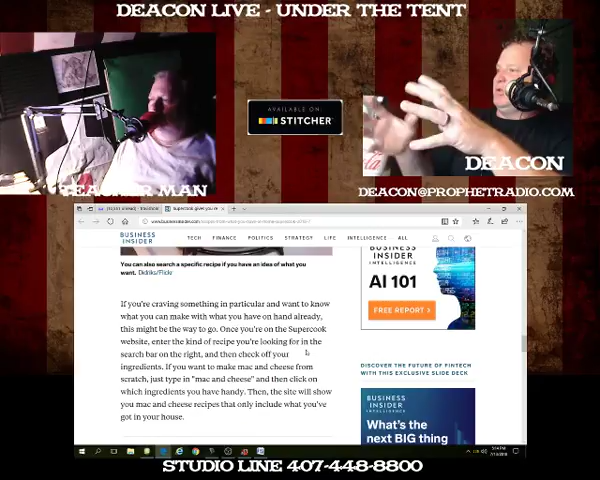 DEACON LIVE - UNDER THE TENT
AVAILABLE ON
STITCHER
TEACHER MAN
DEACON
DEACON@PROPHETRADIO.COM
BUSINESS
INSIDER
TECH FINANCE POLITICS STRATEGY LIFE INTELLIGENCE ALL
You can also search a specific recipe if you have an idea of what you
want. Didriks/Flickr
If you're craving something in particular and want to know
what you can make with what you have on hand already,
this might be the way to go. Once you're on the Supercook
website, enter the kind of recipe you're looking for in the
search bar on the right, and then check off your
ingredients. If you want to make mac and cheese from
scratch, just type in "mac and cheese" and then click on
which ingredients you have handy. Then, the site will show
you mac and cheese recipes that only include what you've
got in your house.
BUSINESS
INSIDER
INTELLIGENCE
AI 101
FREE REPORT >
DISCOVER THE FUTURE OF FINTECH
WITH THIS EXCLUSIVE SLIDE DECK
BUSINESS
INSIDER
INTELLIGENCE
What's the
next BIG thing
STUDIO LINE 407-448-8800